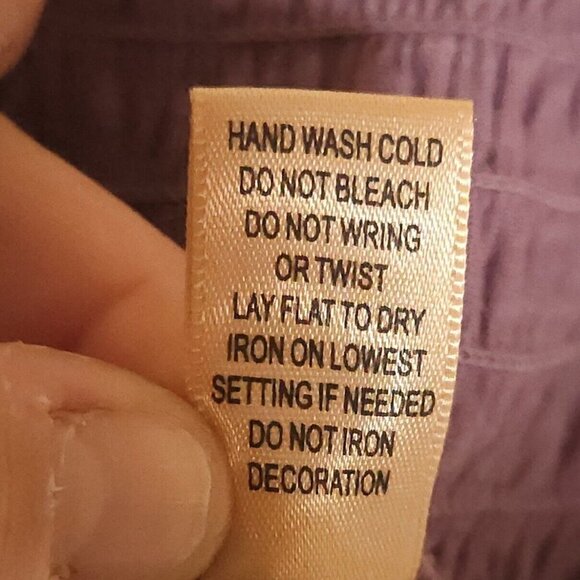 HAND WASH COLD
DO NOT BLEACH
DO NOT WRING
OR TWIST
LAY FLAT TO DRY
IRON ON LOWEST
SETTING IF NEEDED
DO NOT IRON
DECORATION